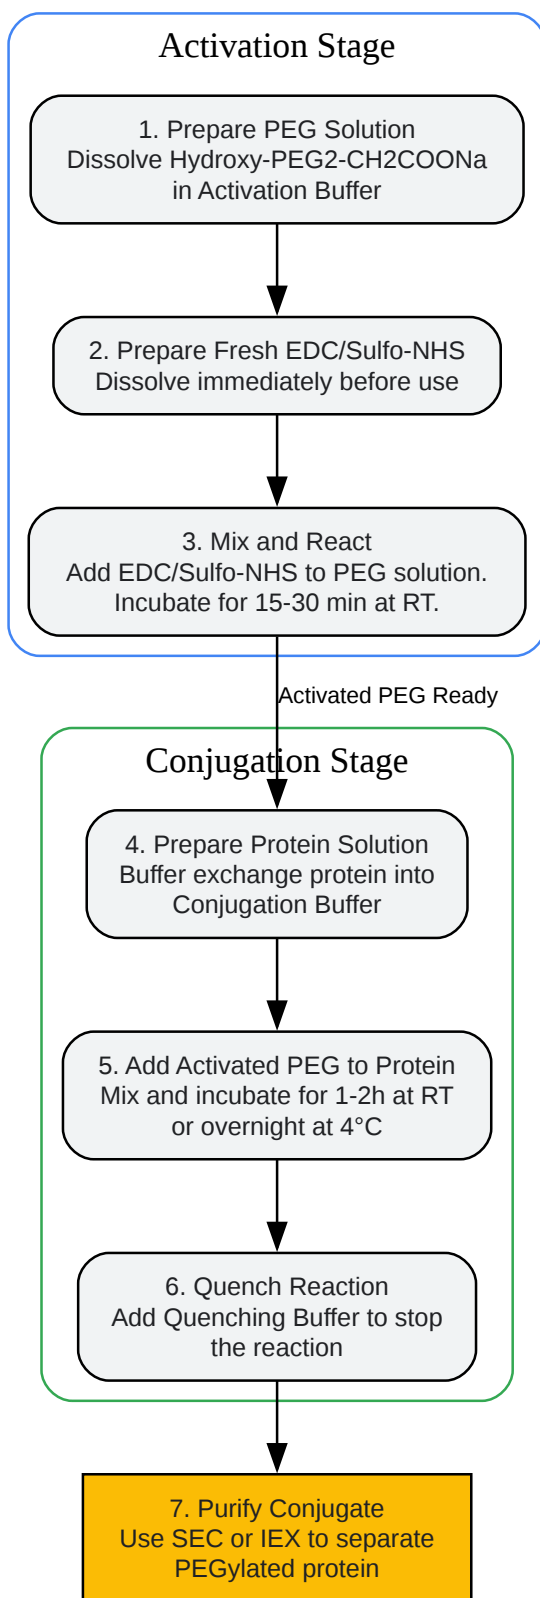 Activation Stage
1. Prepare PEG Solution
Dissolve Hydroxy-PEG2-CH2COONa
in Activation Buffer
2. Prepare Fresh EDC/Sulfo-NHS
Dissolve immediately before use
3. Mix and React
Add EDC/Sulfo-NHS to PEG solution.
Incubate for 15-30 min at RT.
Activated PEG Ready
Conjugation Stage
4. Prepare Protein Solution
Buffer exchange protein into
Conjugation Buffer
5. Add Activated PEG to Protein
Mix and incubate for 1-2h at RT
or overnight at 4°C
6. Quench Reaction
Add Quenching Buffer to stop
the reaction
7. Purify Conjugate
Use SEC or IEX to separate
PEGylated protein